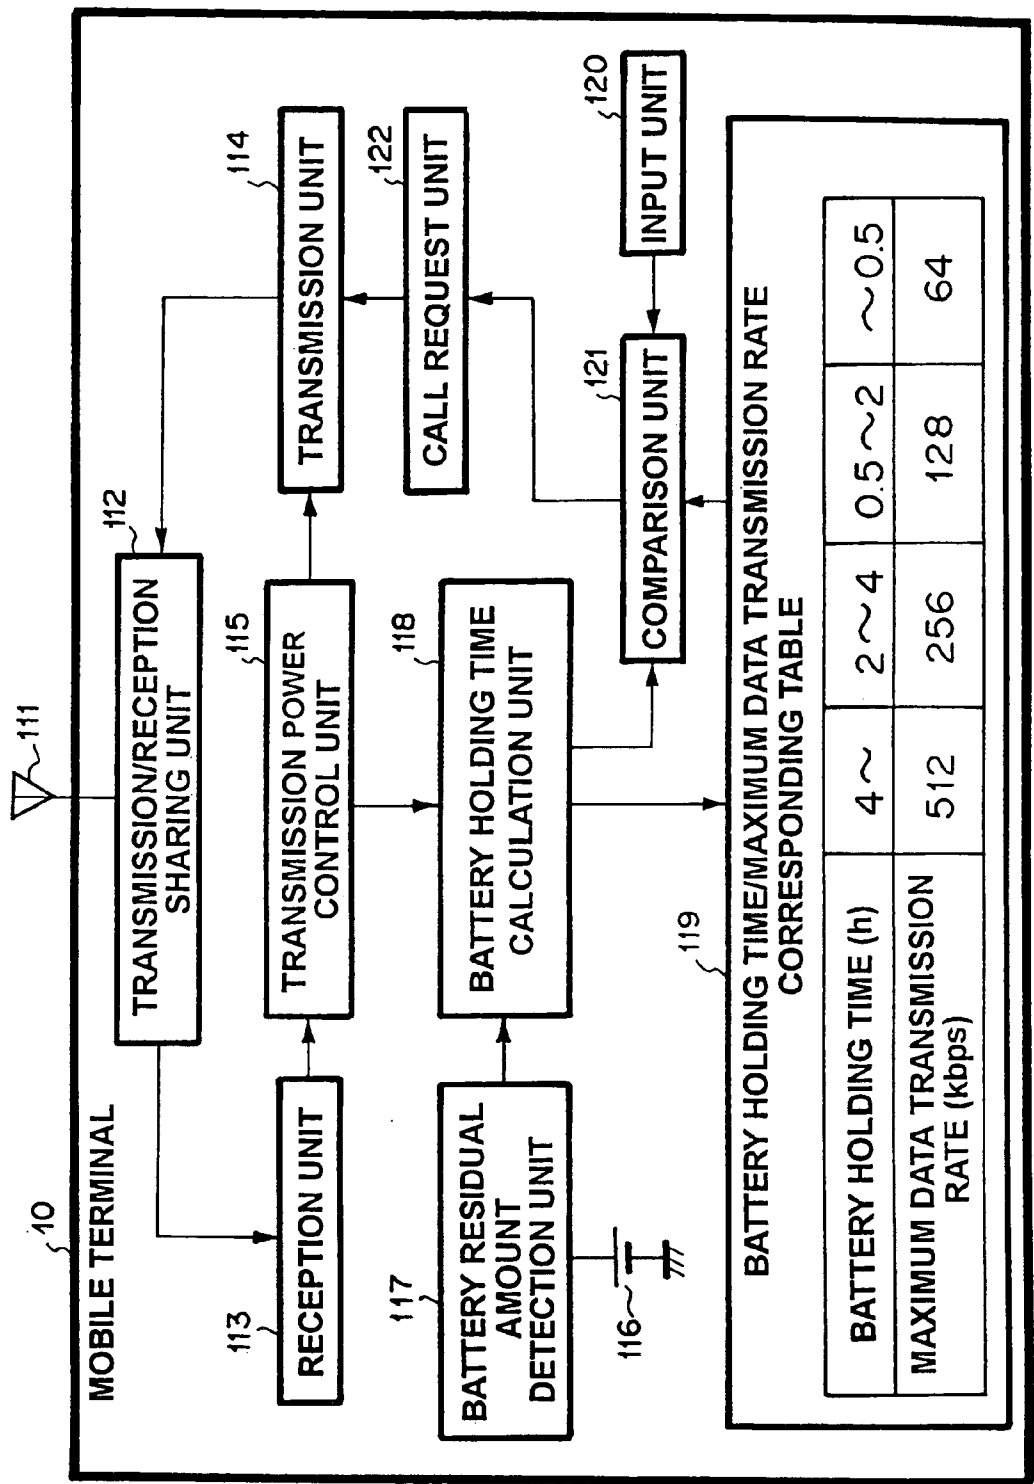 10
MOBILE TERMINAL
111
112
TRANSMISSION/RECEPTION
SHARING UNIT
113
RECEPTION UNIT
115
TRANSMISSION POWER
CONTROL UNIT
114
TRANSMISSION UNIT
122
CALL REQUEST UNIT
117
BATTERY RESIDUAL
AMOUNT
DETECTION UNIT
116
118
BATTERY HOLDING TIME
CALCULATION UNIT
121
COMPARISON UNIT
120
INPUT UNIT
119
BATTERY HOLDING TIME/MAXIMUM DATA TRANSMISSION RATE
CORRESPONDING TABLE
BATTERY HOLDING TIME (h) 4~ 2~4 0.5~2 ~0.5
MAXIMUM DATA TRANSMISSION
RATE (kbps) 512 256 128 64